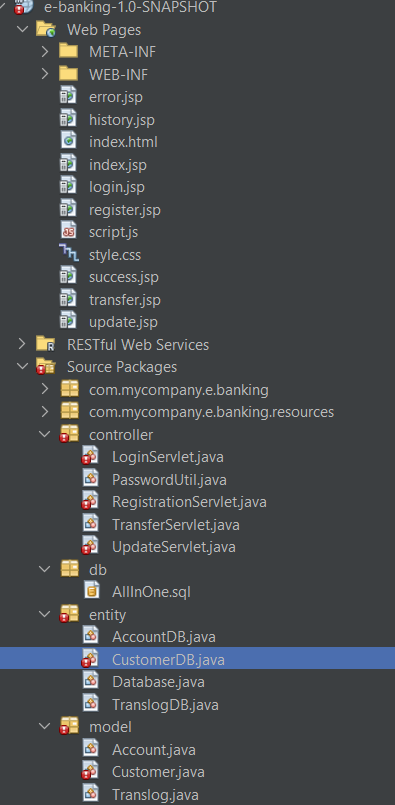 e-banking-1.0-SNAPSHOT
Web Pages
META-INF
WEB-INF
error.jsp
history.jsp
index.html
index.jsp
login.jsp
register.jsp
script.js
style.css
success.jsp
transfer.jsp
update.jsp
RESTful Web Services
Source Packages
com.mycompany.e.banking
com.mycompany.e.banking.resources
controller
LoginServlet.java
PasswordUtil.java
RegistrationServlet.java
TransferServlet.java
UpdateServlet.java
db
AllInOne.sql
entity
AccountDB.java
CustomerDB.java
Database.java
TranslogDB.java
model
Account.java
Customer.java
Translog.java